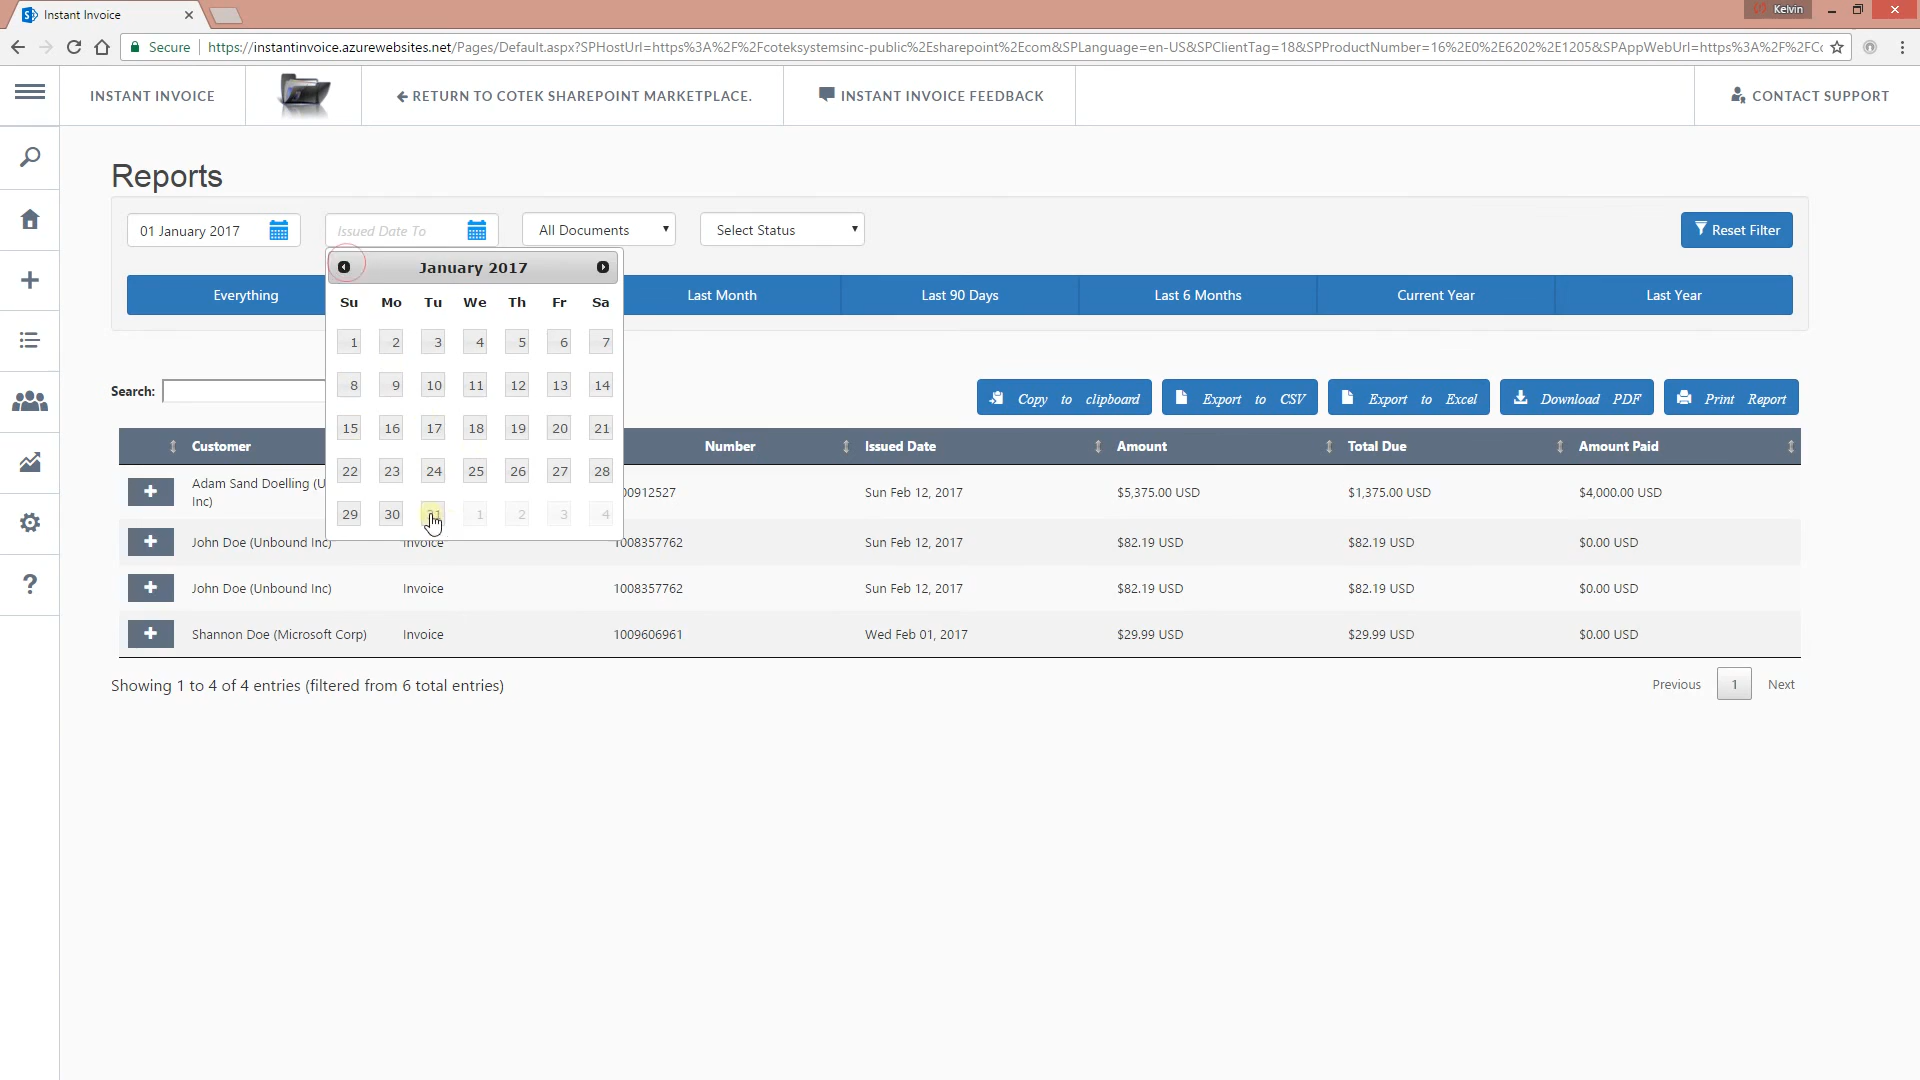 Instant Invoice
Kelvin
Secure
https://instantinvoice.azurewebsites.net/Pages/Default.aspx?SPHostUrl=https%3A%2F%2Fcoteksystemsinc-public%2Esharepoint%2Ecom&SPLanguage=en-US&SPClientTag=18&SPProductNumber=16%2E0%2E6202%2E1205&SPAppWebUrl=https%3A%2F%2FCc
INSTANT INVOICE
RETURN TO COTEK SHAREPOINT MARKETPLACE.
INSTANT INVOICE FEEDBACK
CONTACT SUPPORT
Reports
01 January 2017
Issued Date To
All Documents
Select Status
Reset Filter
January 2017
Su Mo Tu We Th Fr Sa
1 2 3 4 5 6 7
8 9 10 11 12 13 14
15 16 17 18 19 20 21
22 23 24 25 26 27 28
29 30 31 1 2 3 4
Everything
Last Month
Last 90 Days
Last 6 Months
Current Year
Last Year
Search:
Copy to clipboard
Export to CSV
Export to Excel
Download PDF
Print Report
Customer Number Issued Date Amount Total Due Amount Paid
Adam Sand Doelling (U
Inc)
00912527 Sun Feb 12, 2017 $5,375.00 USD $1,375.00 USD $4,000.00 USD
John Doe (Unbound Inc) Invoice 1008357762 Sun Feb 12, 2017 $82.19 USD $82.19 USD $0.00 USD
John Doe (Unbound Inc) Invoice 1008357762 Sun Feb 12, 2017 $82.19 USD $82.19 USD $0.00 USD
Shannon Doe (Microsoft Corp) Invoice 1009606961 Wed Feb 01, 2017 $29.99 USD $29.99 USD $0.00 USD
Showing 1 to 4 of 4 entries (filtered from 6 total entries)
Previous 1 Next